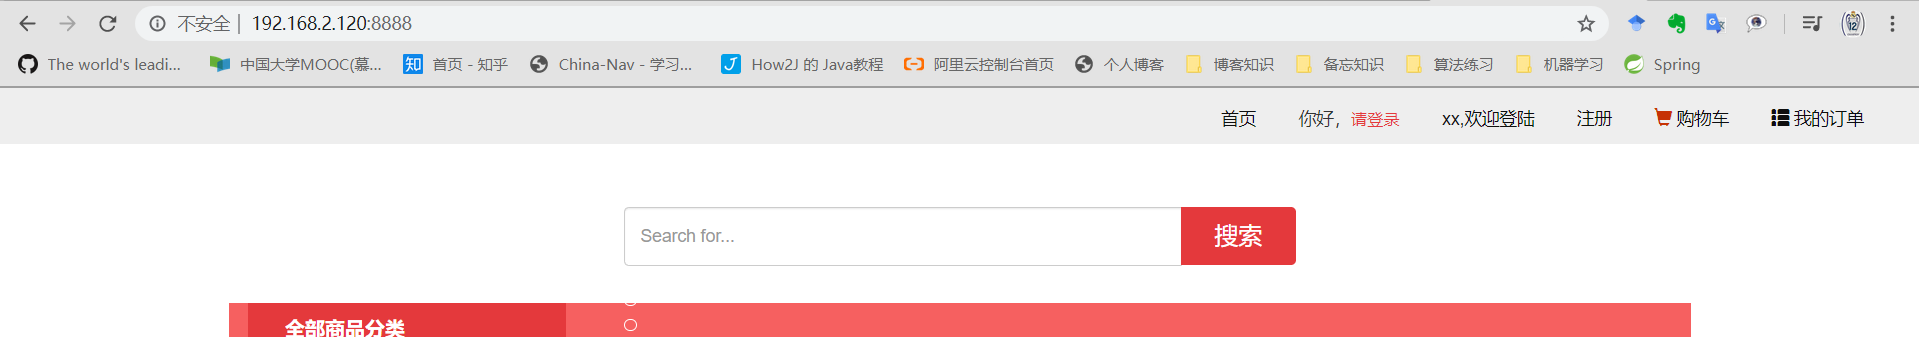 不安全 | 192.168.2.120:8888
The world's leadi... 中国大学MOOC(慕... 知 首页 - 知乎 China-Nav - 学习... J How2J 的 Java教程 阿里云控制台首页 个人博客 博客知识 备忘知识 算法练习 机器学习 Spring
首页 你好，请登录 xx,欢迎登陆 注册 购物车 我的订单
Search for... 搜索
全部商品分类